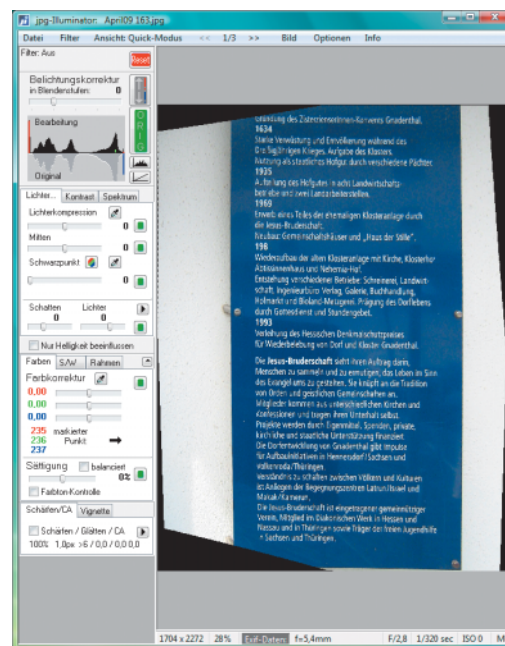 jpg-Illuminator: April09 163.jpg
Datei Filter Ansicht: Quick-Modus << 1/3 >> Bild Optionen Info
Filter: Aus
Reset
Belichtungskorrektur
in Blendenstufen: 0
Bearbeitung
Original
ORIG
Lichter... Kontrast Spektrum
Lichterkompression
0
Mitten
0
Schwarzpunkt
0
Schatten Lichter
0 0
Nur Helligkeit beeinflussen
Farben S/W Rahmen
Farbkorrektur
0,00
0,00
0,00
235 markierter
236 Punkt
237
Sättigung balanciert
0%
Farbton-Kontrolle
Schärfen/CA Vignette
Schärfen / Glätten / CA
100% 1,0px >6 / 0,0 / 0,0 0,0
Gründung des Zisterzienserinnen-Konvents Gnadenthal.
1634
Starke Verwüstung und Entvölkerung während des
Dreißigjährigen Krieges. Aufgabe des Klosters.
Nutzung als staatliches Hofgut durch verschiedene Pächter.
1935
Aufteilung des Hofgutes in acht Landwirtschafts-
betriebe und zwei Landarbeiterstellen.
1969
Erwerb eines Teiles des ehemaligen Klosteranlage durch
die Jesus-Bruderschaft.
Neubau: Gemeinschaftshäuser und „Haus der Stille".
198
Wiederaufbau der alten Klosteranlage mit Kirche, Klosterhof
Äbtissinnenhaus und Nehemia-Hof.
Entstehung verschiedener Betriebe: Schreinerei, Landwirt-
schaft, Ingenieurbüro Verlag, Galerie, Buchhandlung,
Hofmarkt und Bioland-Metzgerei. Prägung des Dorflebens
durch Gottesdienst und Stundengebet.
1993
Verleihung des Hessischen Denkmalschutzpreises
für Wiederbelebung von Dorf und Kloster Gnadenthal.
Die Jesus-Bruderschaft sieht ihren Auftrag darin,
Menschen zu sammeln und zu ermutigen, das Leben im Sinn
des Evangeliums zu gestalten. Sie knüpft an die Tradition
von Orden und geistlichen Gemeinschaften an.
Mitglieder kommen aus unterschiedlichen Kirchen und
Konfessionen und tragen ihren Unterhalt selbst.
Projekte werden durch Eigenmittel, Spenden, private,
kirchliche und staatliche Unterstützung finanziert.
Die Dorfentwicklung von Gnadenthal gibt Impulse
für Aufbauinitiativen in Hennersdorf/Sachsen und
Volkenroda/Thüringen.
Verständnis zu schaffen zwischen Völkern und Kulturen
ist Anliegen der Begegnungszentren Latrun/Israel und
Makak/Kamerun.
Die Jesus-Bruderschaft ist eingetragener gemeinnütziger
Verein, Mitglied im Diakonischen Werk in Hessen und
Nassau und in Thüringen sowie Träger der freien Jugendhilfe
in Sachsen und Thüringen.
1704 x 2272 28% Exif-Daten: f=5,4mm F/2,8 1/320 sec ISO 0 M